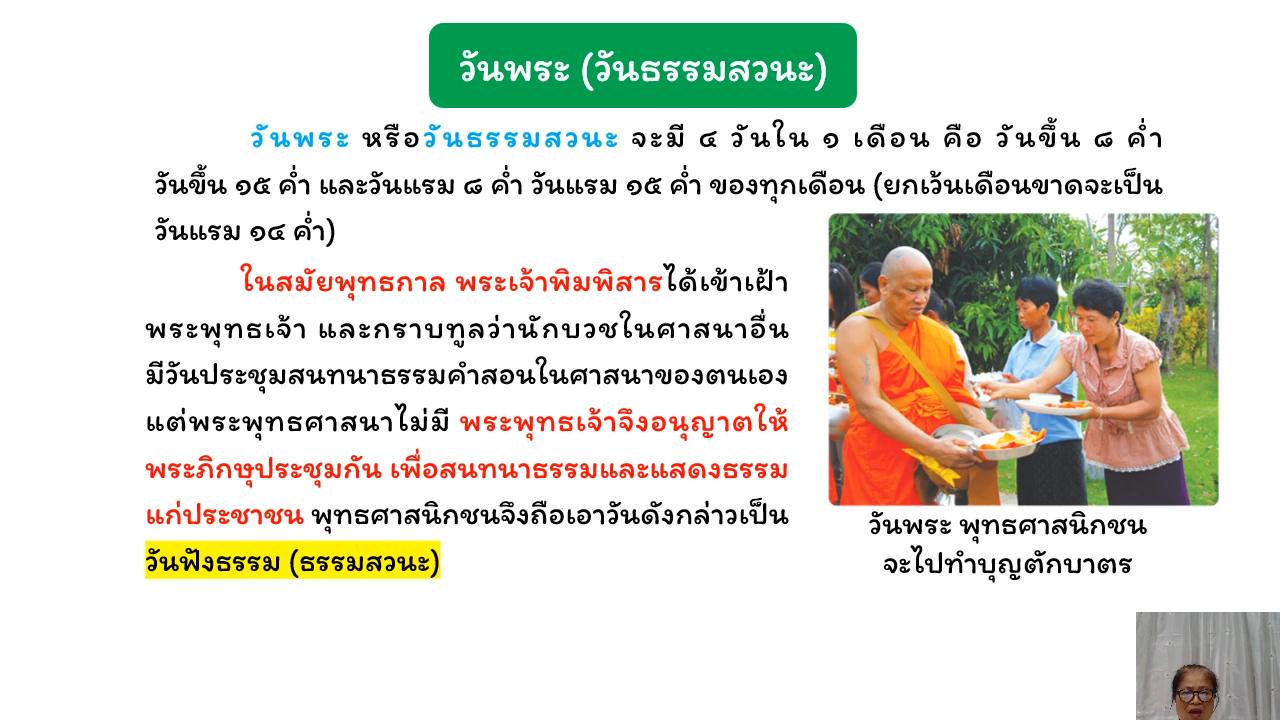 วันพระ (วันธรรมสวนะ)
วันพระ หรือวันธรรมสวนะ จะมี ๔ วันใน ๑ เดือน คือ วันขึ้น ๘ ค่ำ
วันขึ้น ๑๕ ค่ำ และวันแรม ๘ ค่ำ วันแรม ๑๕ ค่ำ ของทุกเดือน (ยกเว้นเดือนขาดจะเป็น
วันแรม ๑๔ ค่ำ)
ในสมัยพุทธกาล พระเจ้าพิมพิสารได้เข้าเฝ้า
พระพุทธเจ้า และกราบทูลว่านักบวชในศาสนาอื่น
มีวันประชุมสนทนาธรรมคำสอนในศาสนาของตนเอง
แต่พระพุทธศาสนาไม่มี พระพุทธเจ้าจึงอนุญาตให้
พระภิกษุประชุมกัน เพื่อสนทนาธรรมและแสดงธรรม
แก่ประชาชน พุทธศาสนิกชนจึงถือเอาวันดังกล่าวเป็น
วันฟังธรรม (ธรรมสวนะ)
วันพระ พุทธศาสนิกชน
จะไปทำบุญตักบาตร